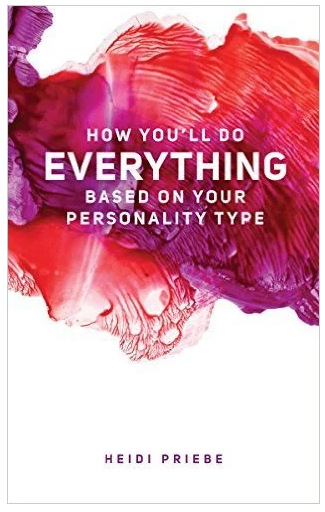 HOW YOU'LL DO
EVERYTHING
BASED ON YOUR
PERSONALITY TYPE
HEIDI PRIEBE